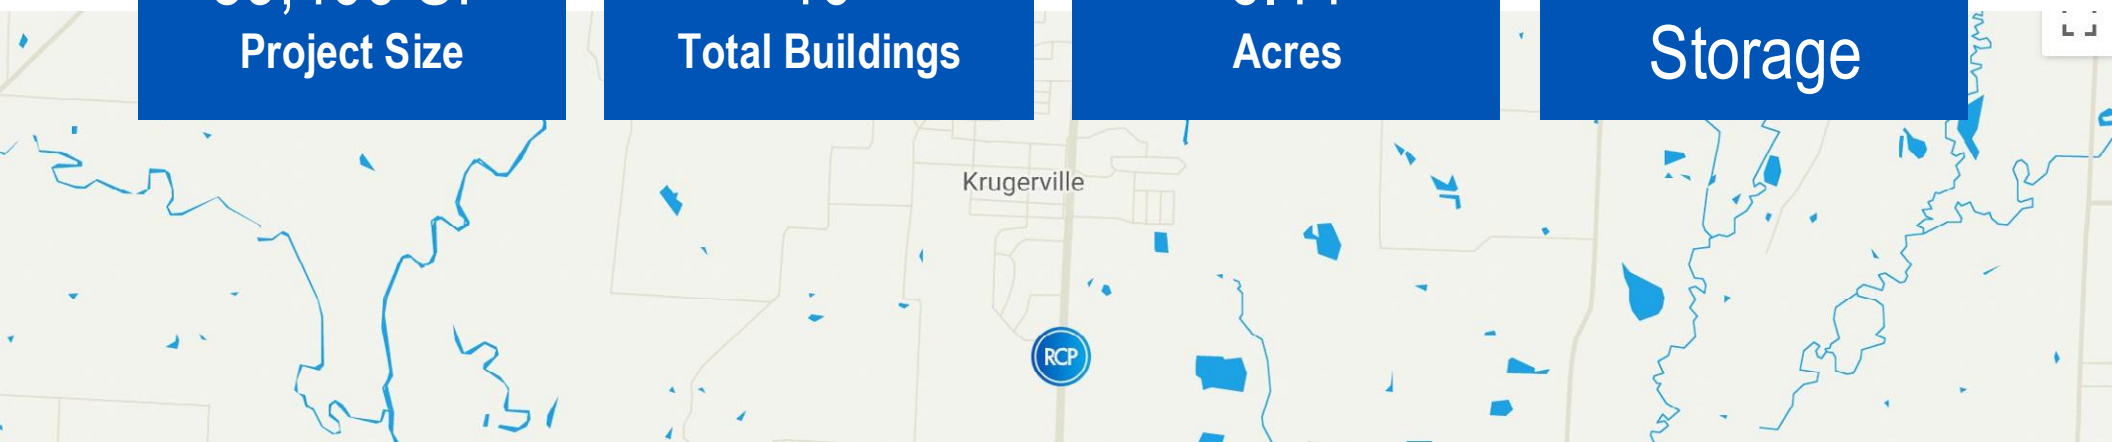 Project Size
Total Buildings
Acres
Storage
Krugerville
RCP